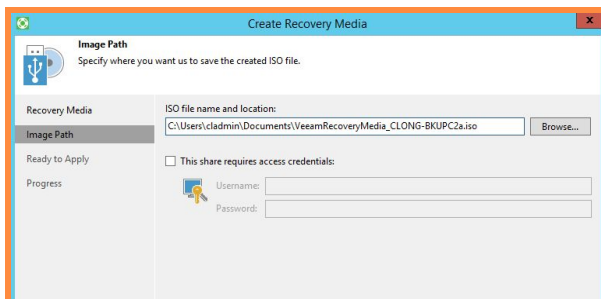 Create Recovery Media
x
Image Path
Specify where you want us to save the created ISO file.
Recovery Media
Image Path
Ready to Apply
Progress
ISO file name and location:
C:\Users\cladmin\Documents\VeeamRecoveryMedia_CLONG-BKUPC2a.iso
Browse...
This share requires access credentials:
Username:
Password: